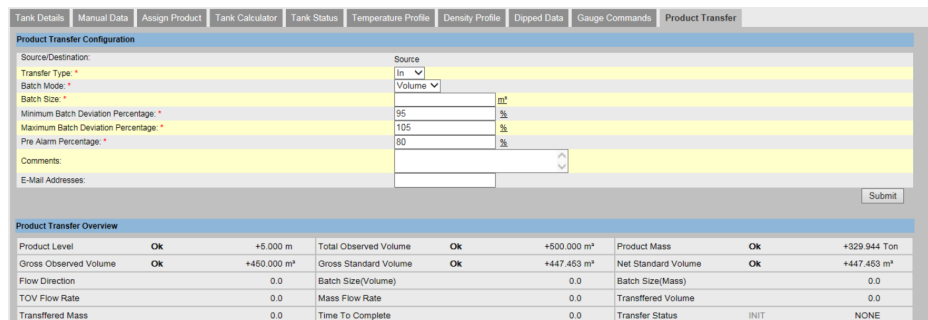 Tank Details Manual Data Assign Product Tank Calculator Tank Status Temperature Profile Density Profile Dipped Data Gauge Commands Product Transfer
Product Transfer Configuration
Source/Destination: Source
Transfer Type: * In
Batch Mode: * Volume
Batch Size: * m³
Minimum Batch Deviation Percentage: * 95 %
Maximum Batch Deviation Percentage: * 105 %
Pre Alarm Percentage: * 80 %
Comments:
E-Mail Addresses:
Submit
Product Transfer Overview
Product Level Ok +5.000 m Total Observed Volume Ok +500.000 m³ Product Mass Ok +329.944 Ton
Gross Observed Volume Ok +450.000 m³ Gross Standard Volume Ok +447.453 m³ Net Standard Volume Ok +447.453 m³
Flow Direction 0.0 Batch Size(Volume) 0.0 Batch Size(Mass) 0.0
TOV Flow Rate 0.0 Mass Flow Rate 0.0 Transffered Volume 0.0
Transffered Mass 0.0 Time To Complete 0.0 Transfer Status INIT NONE